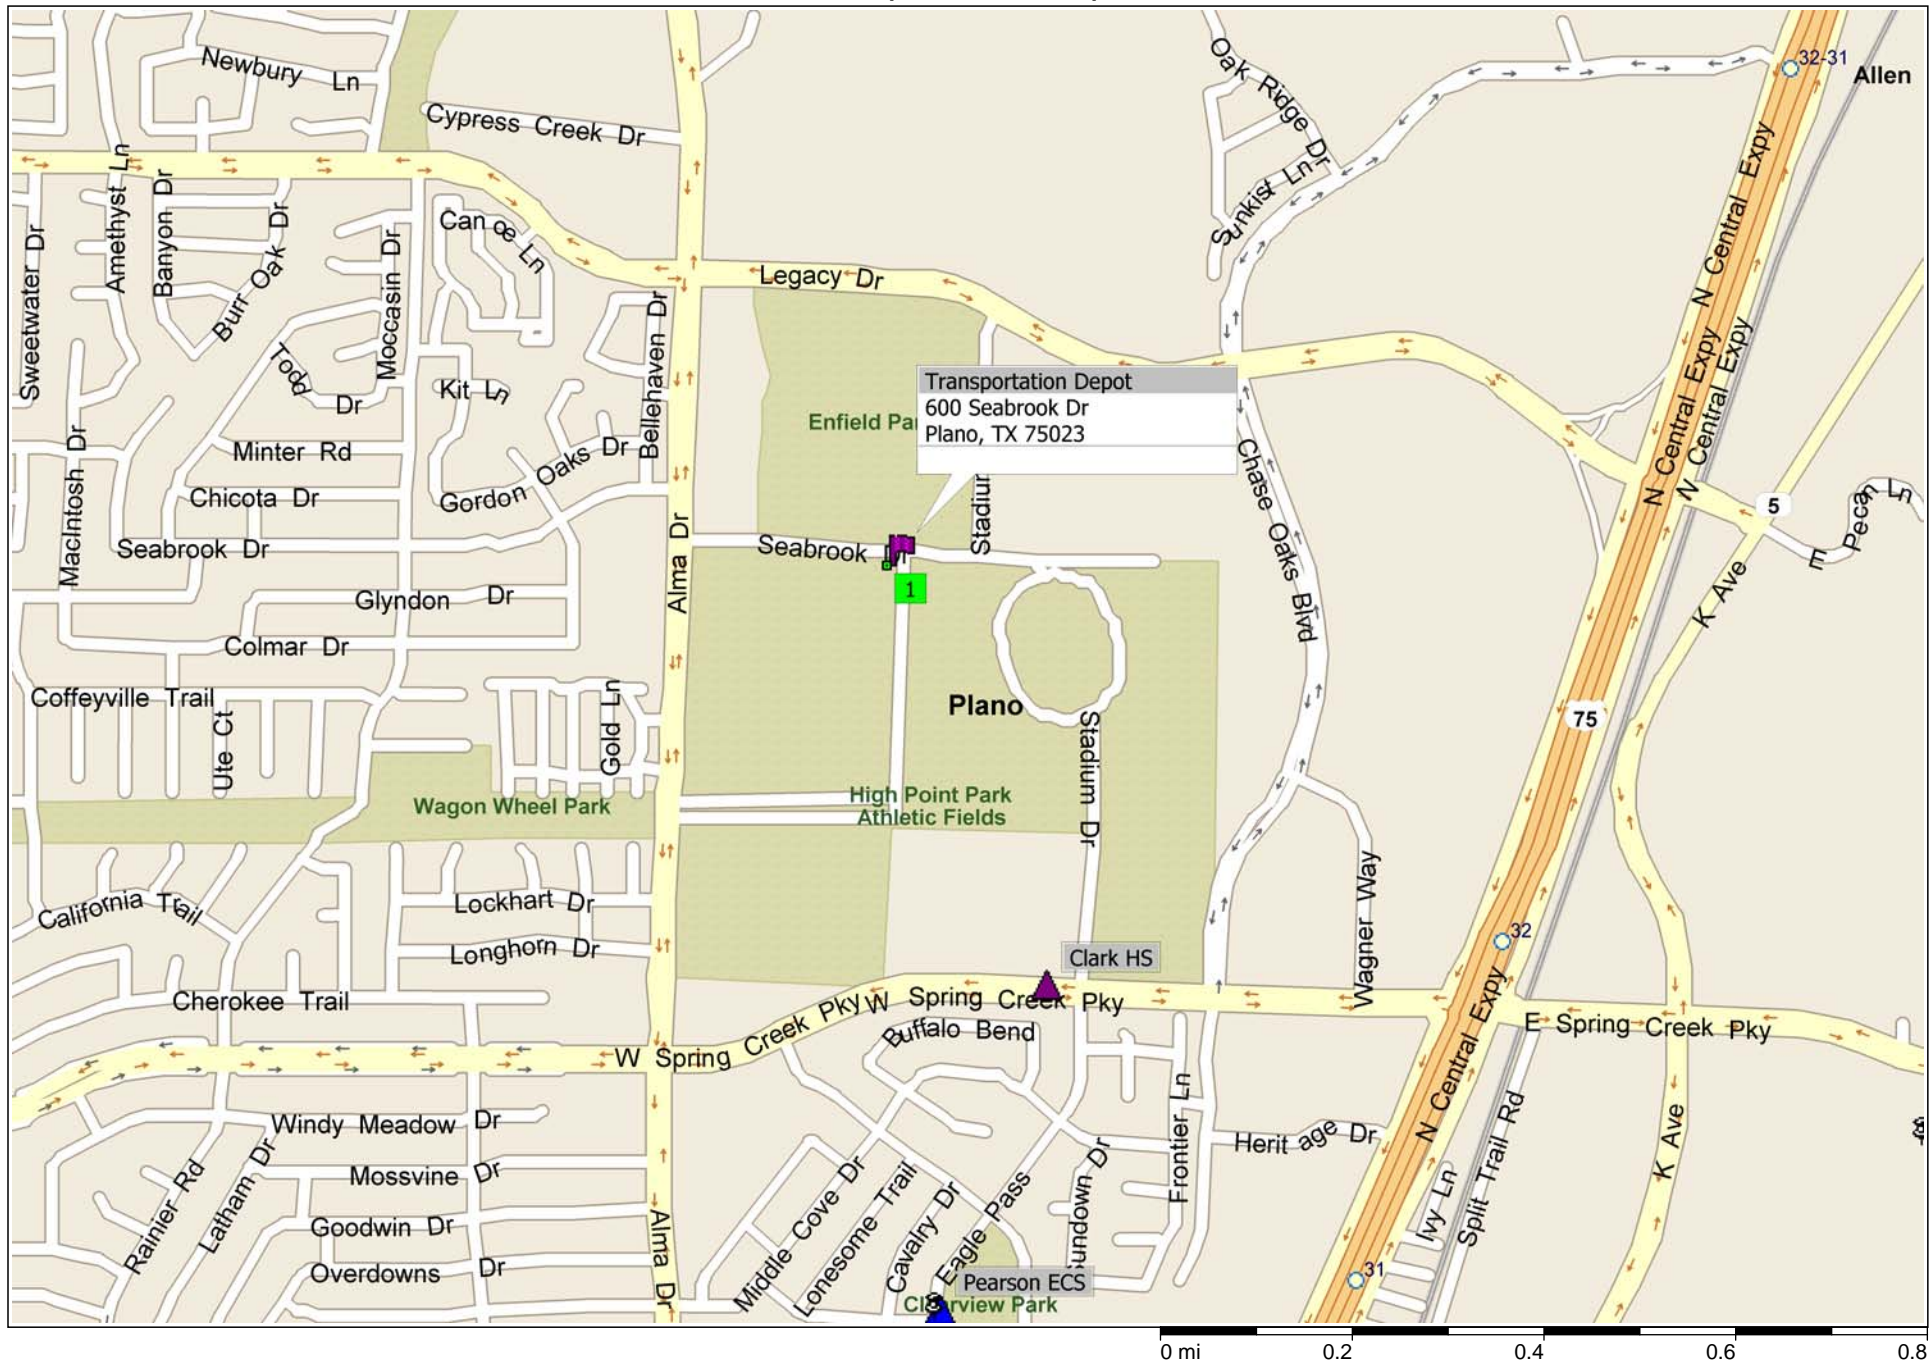 Newbury Ln
Cypress Creek Dr
Oak Ridge Dr
Sunkist Ln
32-31
Allen
N Central Expy
Sweetwater Dr
Amethyst Ln
Banyon Dr
Burr Oak Dr
Moccasin Dr
Canoe Ln
Legacy Dr
Bellehaven Dr
Todd Dr
Kit Ln
Minter Rd
Gordon Oaks Dr
Chicota Dr
MacIntosh Dr
Seabrook Dr
Enfield Pa
Transportation Depot
600 Seabrook Dr
Plano, TX 75023
Chase Oaks Blvd
N Central Expy
N Central Expy
5
E Pecan Ln
K Ave
Alma Dr
Seabrook
1
Glyndon Dr
Colmar Dr
Coffeyville Trail
Ute Ct
Gold Ln
Plano
Stadium Dr
75
Wagon Wheel Park
High Point Park
Athletic Fields
California Trail
Lockhart Dr
Longhorn Dr
Wagner Way
32
Clark HS
Cherokee Trail
W Spring Creek Pky
W Spring Creek Pky
E Spring Creek Pky
Buffalo Bend
N Central Expy
Windy Meadow Dr
Heritage Dr
Frontier Ln
Mossvine Dr
Rainier Rd
Latham Dr
Goodwin Dr
Overdowns Dr
Alma Dr
Middle Cove Dr
Lonesome Trail
Cavalry Dr
Eagle Pass
Ivy Ln
Split Trail Rd
K Ave
31
Pearson ECS
Park
0 mi 0.2 0.4 0.6 0.8